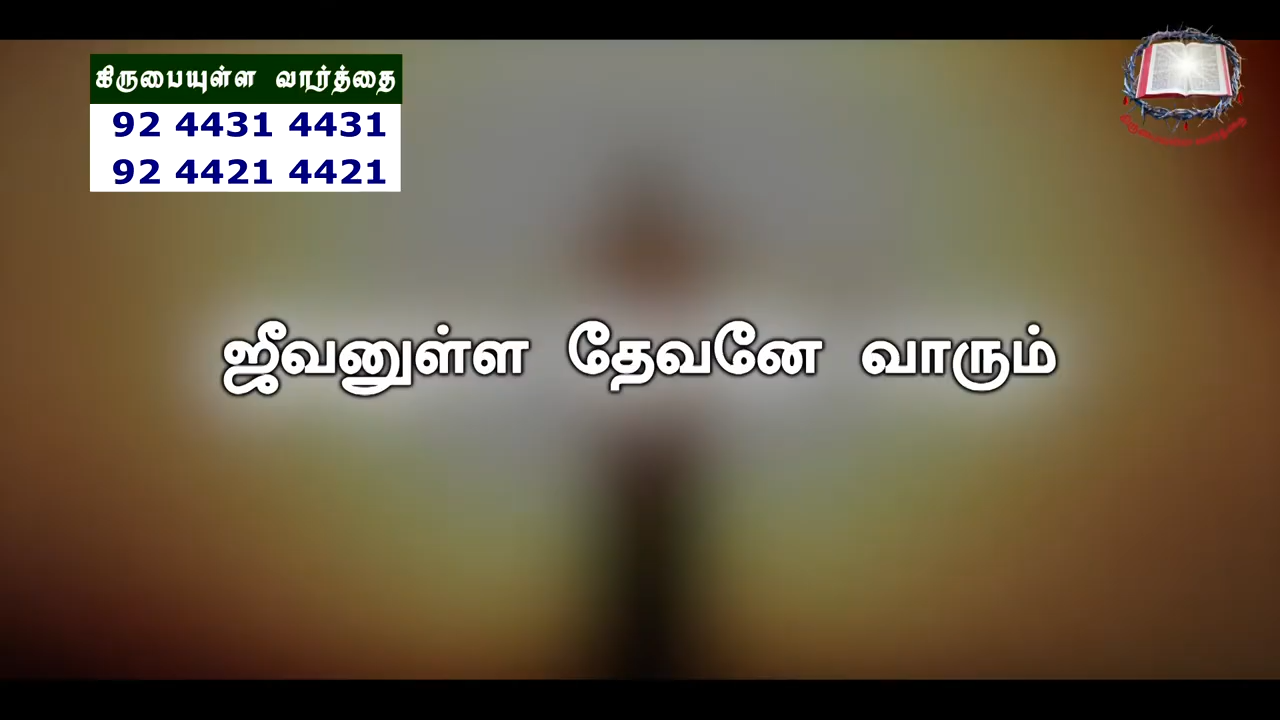 கிருபையுள்ள வார்த்தை
92 4431 4431
92 4421 4421
ஜீவனுள்ள தேவனே வாரும்